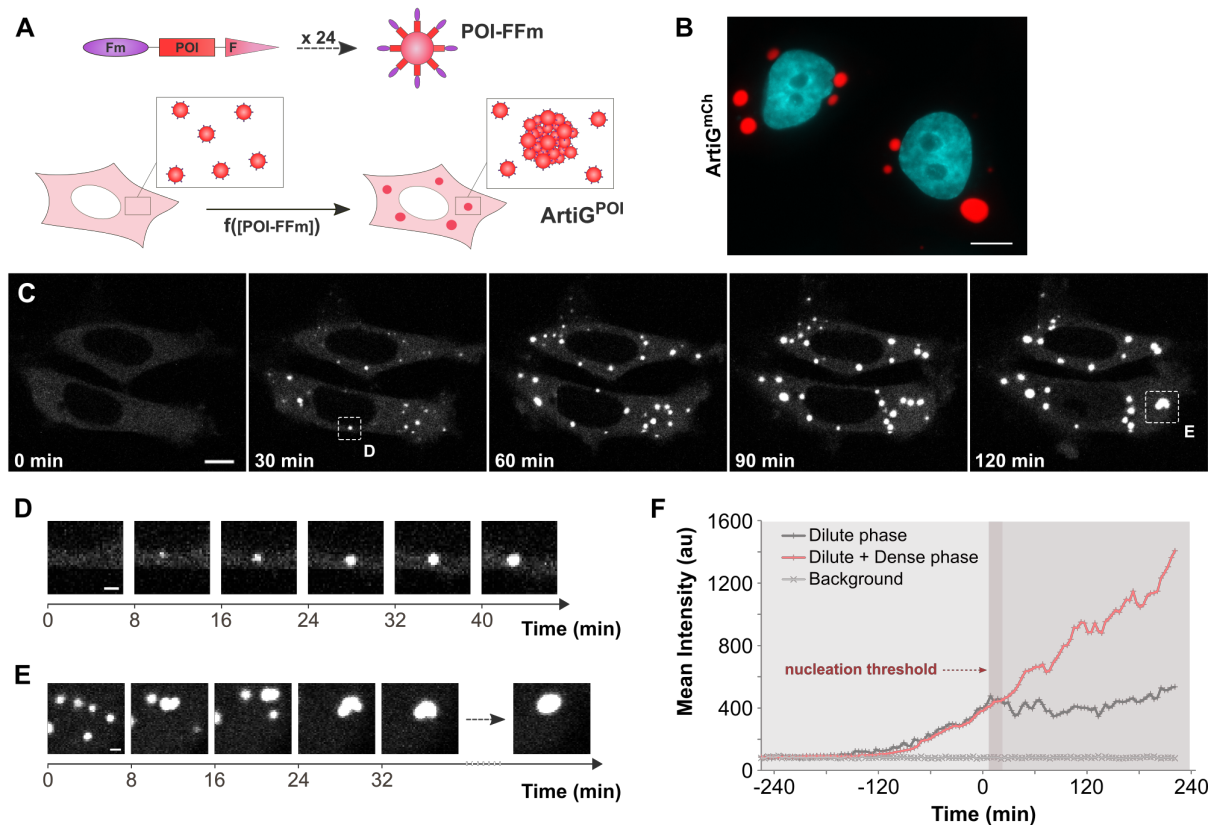 A
Fm
POI
F
x 24
POI-FFm
f([POI-FFm])
ArtiG^POI
B
ArtiG^mCh
C
0 min
30 min
D
60 min
90 min
120 min
E
D
0
8
16
24
32
40
Time (min)
E
0
8
16
24
32
Time (min)
F
Mean Intensity (au)
1600
1200
800
400
0
Dilute phase
Dilute + Dense phase
Background
nucleation threshold
-240
-120
0
120
240
Time (min)